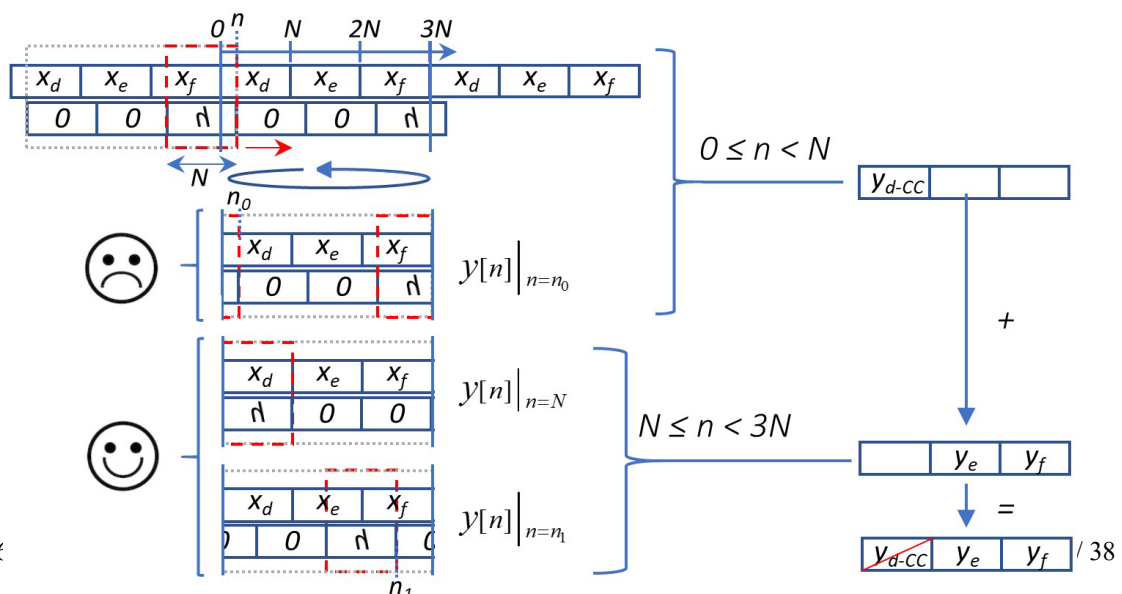 0 n N 2N 3N
x_d x_e x_f x_d x_e x_f x_d x_e x_f
0 0 h 0 0 h
N
0 ≤ n < N
n_0
y_{d-CC}
x_d x_e x_f
0 0 h
y[n]|_{n=n_0}
+
x_d x_e x_f
h 0 0
y[n]|_{n=N}
N ≤ n < 3N
y_e y_f
x_d x_e x_f
0 h
y[n]|_{n=n_1}
=
y_{d-CC} y_e y_f / 38
n_1